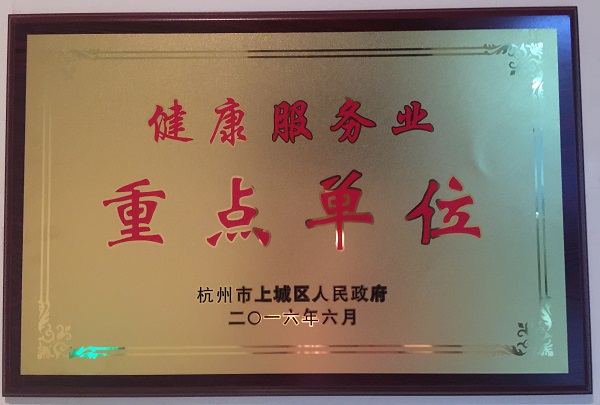 健康服务业
重点单位
杭州市上城区人民政府
二〇一六年六月